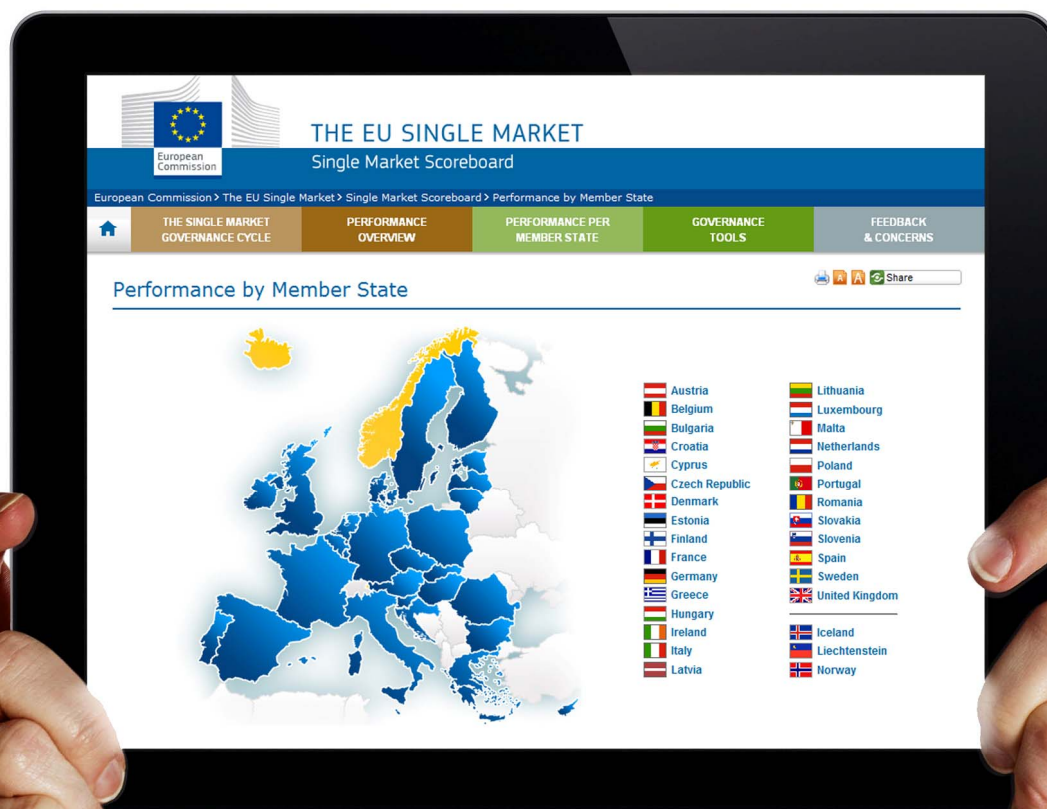 European
Commission
THE EU SINGLE MARKET
Single Market Scoreboard
European Commission > The EU Single Market > Single Market Scoreboard > Performance by Member State
THE SINGLE MARKET
GOVERNANCE CYCLE
PERFORMANCE
OVERVIEW
PERFORMANCE PER
MEMBER STATE
GOVERNANCE
TOOLS
FEEDBACK
& CONCERNS
A
A
Share
Performance by Member State
Austria
Belgium
Bulgaria
Croatia
Cyprus
Czech Republic
Denmark
Estonia
Finland
France
Germany
Greece
Hungary
Ireland
Italy
Latvia
Lithuania
Luxembourg
Malta
Netherlands
Poland
Portugal
Romania
Slovakia
Slovenia
Spain
Sweden
United Kingdom
Iceland
Liechtenstein
Norway